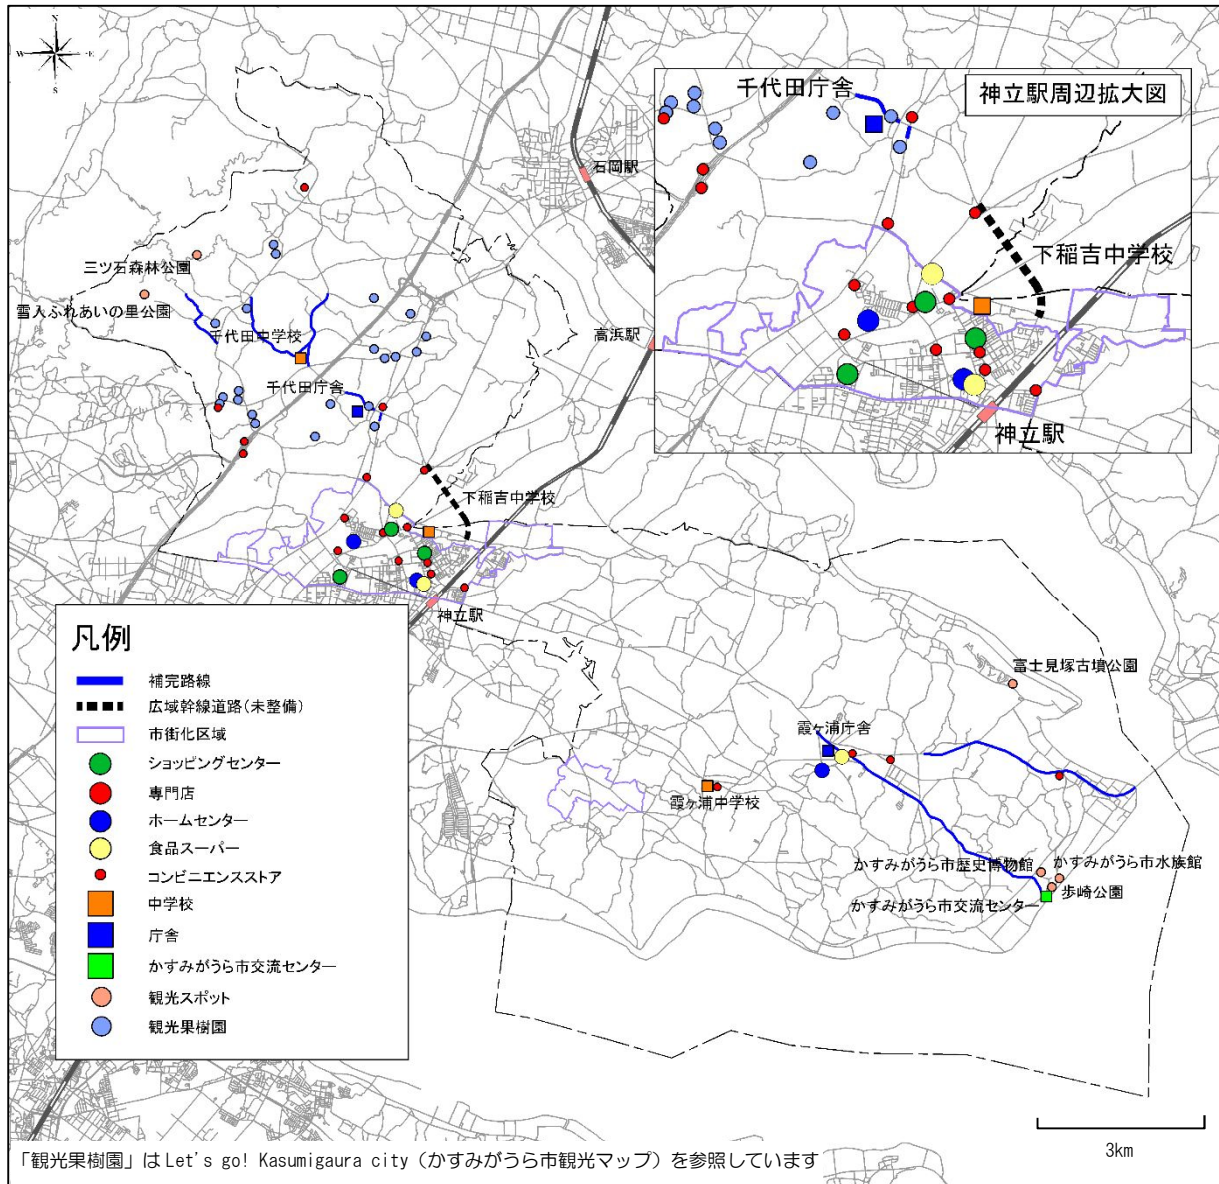 N
W E
S
千代田庁舎
神立駅周辺拡大図
下稲吉中学校
神立駅
石岡駅
三ツ石森林公園
雪入ふれあいの里公園
千代田中学校
高浜駅
千代田庁舎
下稲吉中学校
神立駅
凡例
補完路線
広域幹線道路(未整備)
市街化区域
ショッピングセンター
専門店
ホームセンター
食品スーパー
コンビニエンスストア
中学校
庁舎
かすみがうら市交流センター
観光スポット
観光果樹園
富士見塚古墳公園
霞ヶ浦庁舎
霞ヶ浦中学校
かすみがうら市歴史博物館
かすみがうら市水族館
歩崎公園
かすみがうら市交流センター
3km
「観光果樹園」は Let's go! Kasumigaura city（かすみがうら市観光マップ）を参照しています